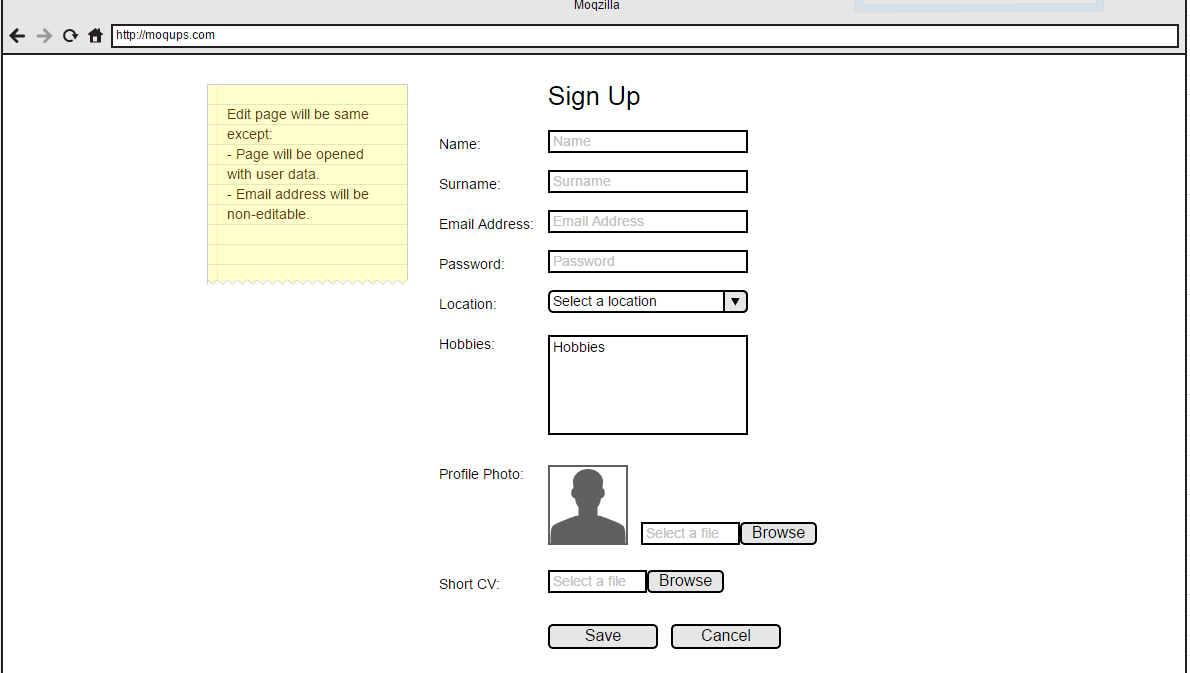 Moqzilla
http://moqups.com
Edit page will be same
except:
- Page will be opened
with user data.
- Email address will be
non-editable.
Sign Up
Name: Name
Surname: Surname
Email Address: Email Address
Password: Password
Location: Select a location
Hobbies: Hobbies
Profile Photo:
Select a file Browse
Short CV: Select a file Browse
Save Cancel